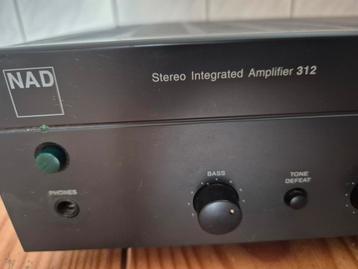 NAD
Stereo Integrated Amplifier 312
BASS
TONE
DEFEAT
PHONES